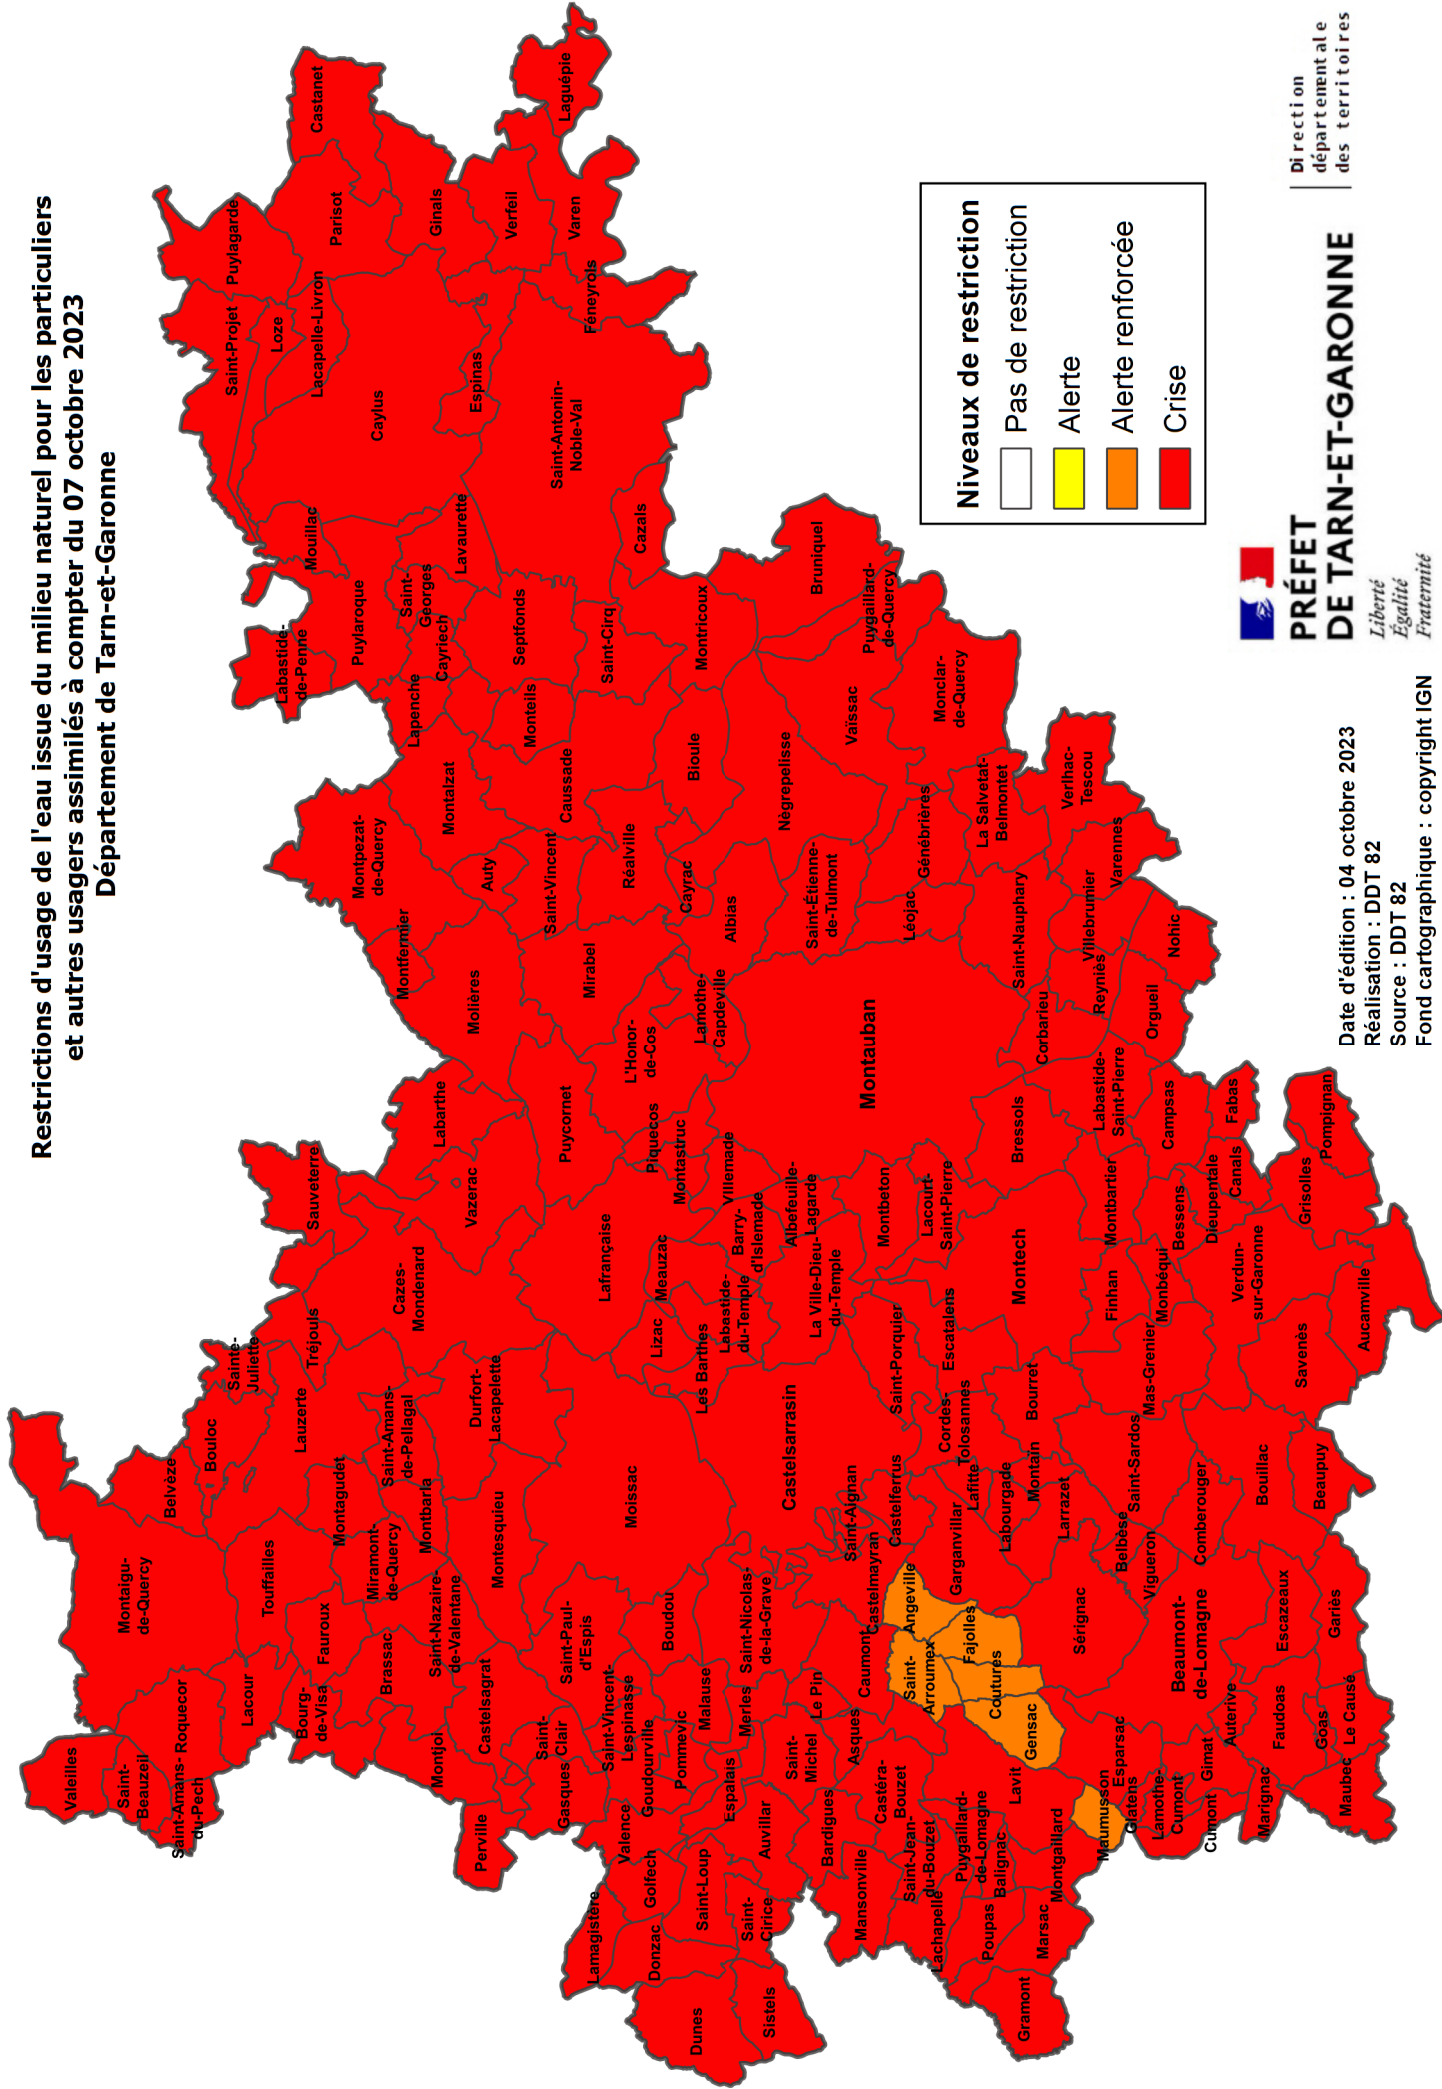 Restrictions d'usage de l'eau issue du milieu naturel pour les particuliers
et autres usagers assimilés à compter du 07 octobre 2023
Département de Tarn-et-Garonne
Valeilles
Saint-
Beauzeil
Saint-Amans-
du-Pech
Roquecor
Montaigu-
de-Quercy
Belvèze
Bouloc
Sainte-
Juliette
Lacour
Touffailles
Lauzerte
Tréjouls
Sauveterre
Bourg-
de-Visa
Fauroux
Montagudet
Brassac
Miramont-
de-Quercy
Saint-Amans-
de-Pellagal
Cazes-
Mondenard
Montjoi
Saint-Nazaire-
de-Valentane
Montbarla
Vazerac
Labarthe
Perville
Castelsagrat
Montesquieu
Durfort-
Lacapelette
Gasques
Saint-
Clair
Saint-Paul-
d'Espis
Moissac
Lafrançaise
Puycornet
Molières
Montfermier
Montpezat-
de-Quercy
Montalzat
Auty
Saint-Vincent
Mirabel
Réalville
Caussade
Monteils
Septfonds
Saint-Cirq
Lapenche
Cayriech
Saint-
Georges
Lavaurette
Puylaroque
Labastide-
de-Penne
Mouillac
Saint-Projet
Loze
Puylagarde
Lacapelle-Livron
Parisot
Castanet
Caylus
Ginals
Espinas
Verfeil
Varen
Laguépie
Féneyrols
Saint-Antonin-
Noble-Val
Cazals
Montricoux
Bruniquel
Puygaillard-
de-Quercy
Bioule
Nègrepelisse
Vaïssac
Monclar-
de-Quercy
Cayrac
Albias
Saint-Étienne-
de-Tulmont
Génébrières
Léojac
La Salvetat-
Belmontet
Verlhac-
Tescou
Varennes
Villebrumier
Saint-Nauphary
Nohic
Reyniès
Orgueil
Corbarieu
L'Honor-
de-Cos
Lamothe-
Capdeville
Piquecos
Montastruc
Villemade
Montauban
Lizac
Meauzac
Les Barthes
Labastide-
du-Temple
Barry-
d'Islemade
Albefeuille-
Lagarde
La Ville-Dieu-
du-Temple
Montbeton
Lacourt-
Saint-Pierre
Bressols
Labastide-
Saint-Pierre
Campsas
Fabas
Montbartier
Montech
Bessens
Dieupentale
Canals
Grisolles
Pompignan
Finhan
Monbéqui
Verdun-
sur-Garonne
Aucamville
Savenès
Mas-Grenier
Escatalens
Saint-Porquier
Bourret
Cordes-
Tolosannes
Castelsarrasin
Saint-Aignan
Castelferrus
Lafitte
Labourgade
Montaïn
Garganvillar
Larrazet
Saint-Sardos
Comberouger
Bouillac
Beaupuy
Belbèse
Vigueron
Sérignac
Beaumont-
de-Lomagne
Escazeaux
Gariès
Lamagistère
Donzac
Dunes
Sistels
Golfech
Valence
Goudourville
Saint-Vincent-
Lespinasse
Pommevic
Malause
Boudou
Espalais
Merles
Saint-Nicolas-
de-la-Grave
Saint-Loup
Saint-
Cirice
Auvillar
Saint-
Michel
Le Pin
Bardigues
Asques
Caumont
Castelmayran
Angeville
Saint-
Arroumex
Fajolles
Coutures
Gensac
Castéra-
Bouzet
Mansonville
Saint-Jean-
du-Bouzet
Lachapelle
Puygaillard-
de-Lomagne
Balignac
Poupas
Lavit
Montgaillard
Marsac
Gramont
Maumusson
Esparsac
Glatens
Lamothe-
Cumont
Cumont
Gimat
Auterive
Marignac
Faudoas
Goas
Le Causé
Maubec
Niveaux de restriction
Pas de restriction
Alerte
Alerte renforcée
Crise
Date d'édition : 04 octobre 2023
Réalisation : DDT 82
Source : DDT 82
Fond cartographique : copyright IGN
PRÉFET
DE TARN-ET-GARONNE
Liberté
Égalité
Fraternité
Direction
départementale
des territoires